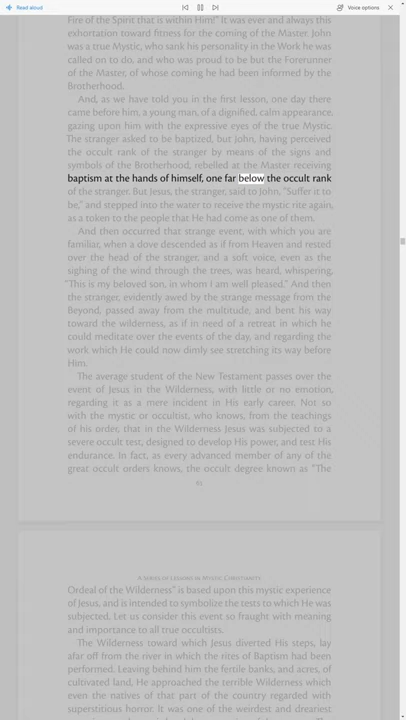 Read aloud
Voice options
Fire of the Spirit that is within Him!" It was ever and always this
exhortation toward fitness for the coming of the Master. John
was a true Mystic, who sank his personality in the Work he was
called on to do, and who was proud to be but the Forerunner
of the Master, of whose coming he had been informed by the
Brotherhood.
And, as we have told you in the first lesson, one day there
came before him, a young man, of a dignified, calm appearance,
gazing upon him with the expressive eyes of the true Mystic.
The stranger asked to be baptized, but John, having perceived
the occult rank of the stranger by means of the signs and
symbols of the Brotherhood, rebelled at the Master receiving
baptism at the hands of himself, one far below the occult rank
of the stranger. But Jesus, the stranger, said to John, "Suffer it to
be," and stepped into the water to receive the mystic rite again,
as a token to the people that He had come as one of them.
And then occurred that strange event, with which you are
familiar, when a dove descended as if from Heaven and rested
over the head of the stranger, and a soft voice, even as the
sighing of the wind through the trees, was heard, whispering,
"This is my beloved son, in whom I am well pleased." And then
the stranger, evidently awed by the strange message from the
Beyond, passed away from the multitude, and bent his way
toward the wilderness, as if in need of a retreat in which he
could meditate over the events of the day, and regarding the
work which He could now dimly see stretching its way before
Him.
The average student of the New Testament passes over the
event of Jesus in the Wilderness, with little or no emotion,
regarding it as a mere incident in His early career. Not so
with the mystic or occultist, who knows, from the teachings
of his order, that in the Wilderness Jesus was subjected to a
severe occult test, designed to develop His power, and test His
endurance. In fact, as every advanced member of any of the
great occult orders knows, the occult degree known as "The
A Series of Lessons in Mystic Christianity
Ordeal of the Wilderness" is based upon this mystic experience
of Jesus, and is intended to symbolize the tests to which He was
subjected. Let us consider this event so fraught with meaning
and importance to all true occultists.
The Wilderness toward which Jesus diverted His steps, lay
afar off from the river in which the rites of Baptism had been
performed. Leaving behind him the fertile banks, and acres, of
cultivated land, He approached the terrible Wilderness which
even the natives of that part of the country regarded with
superstitious horror. It was one of the weirdest and dreariest